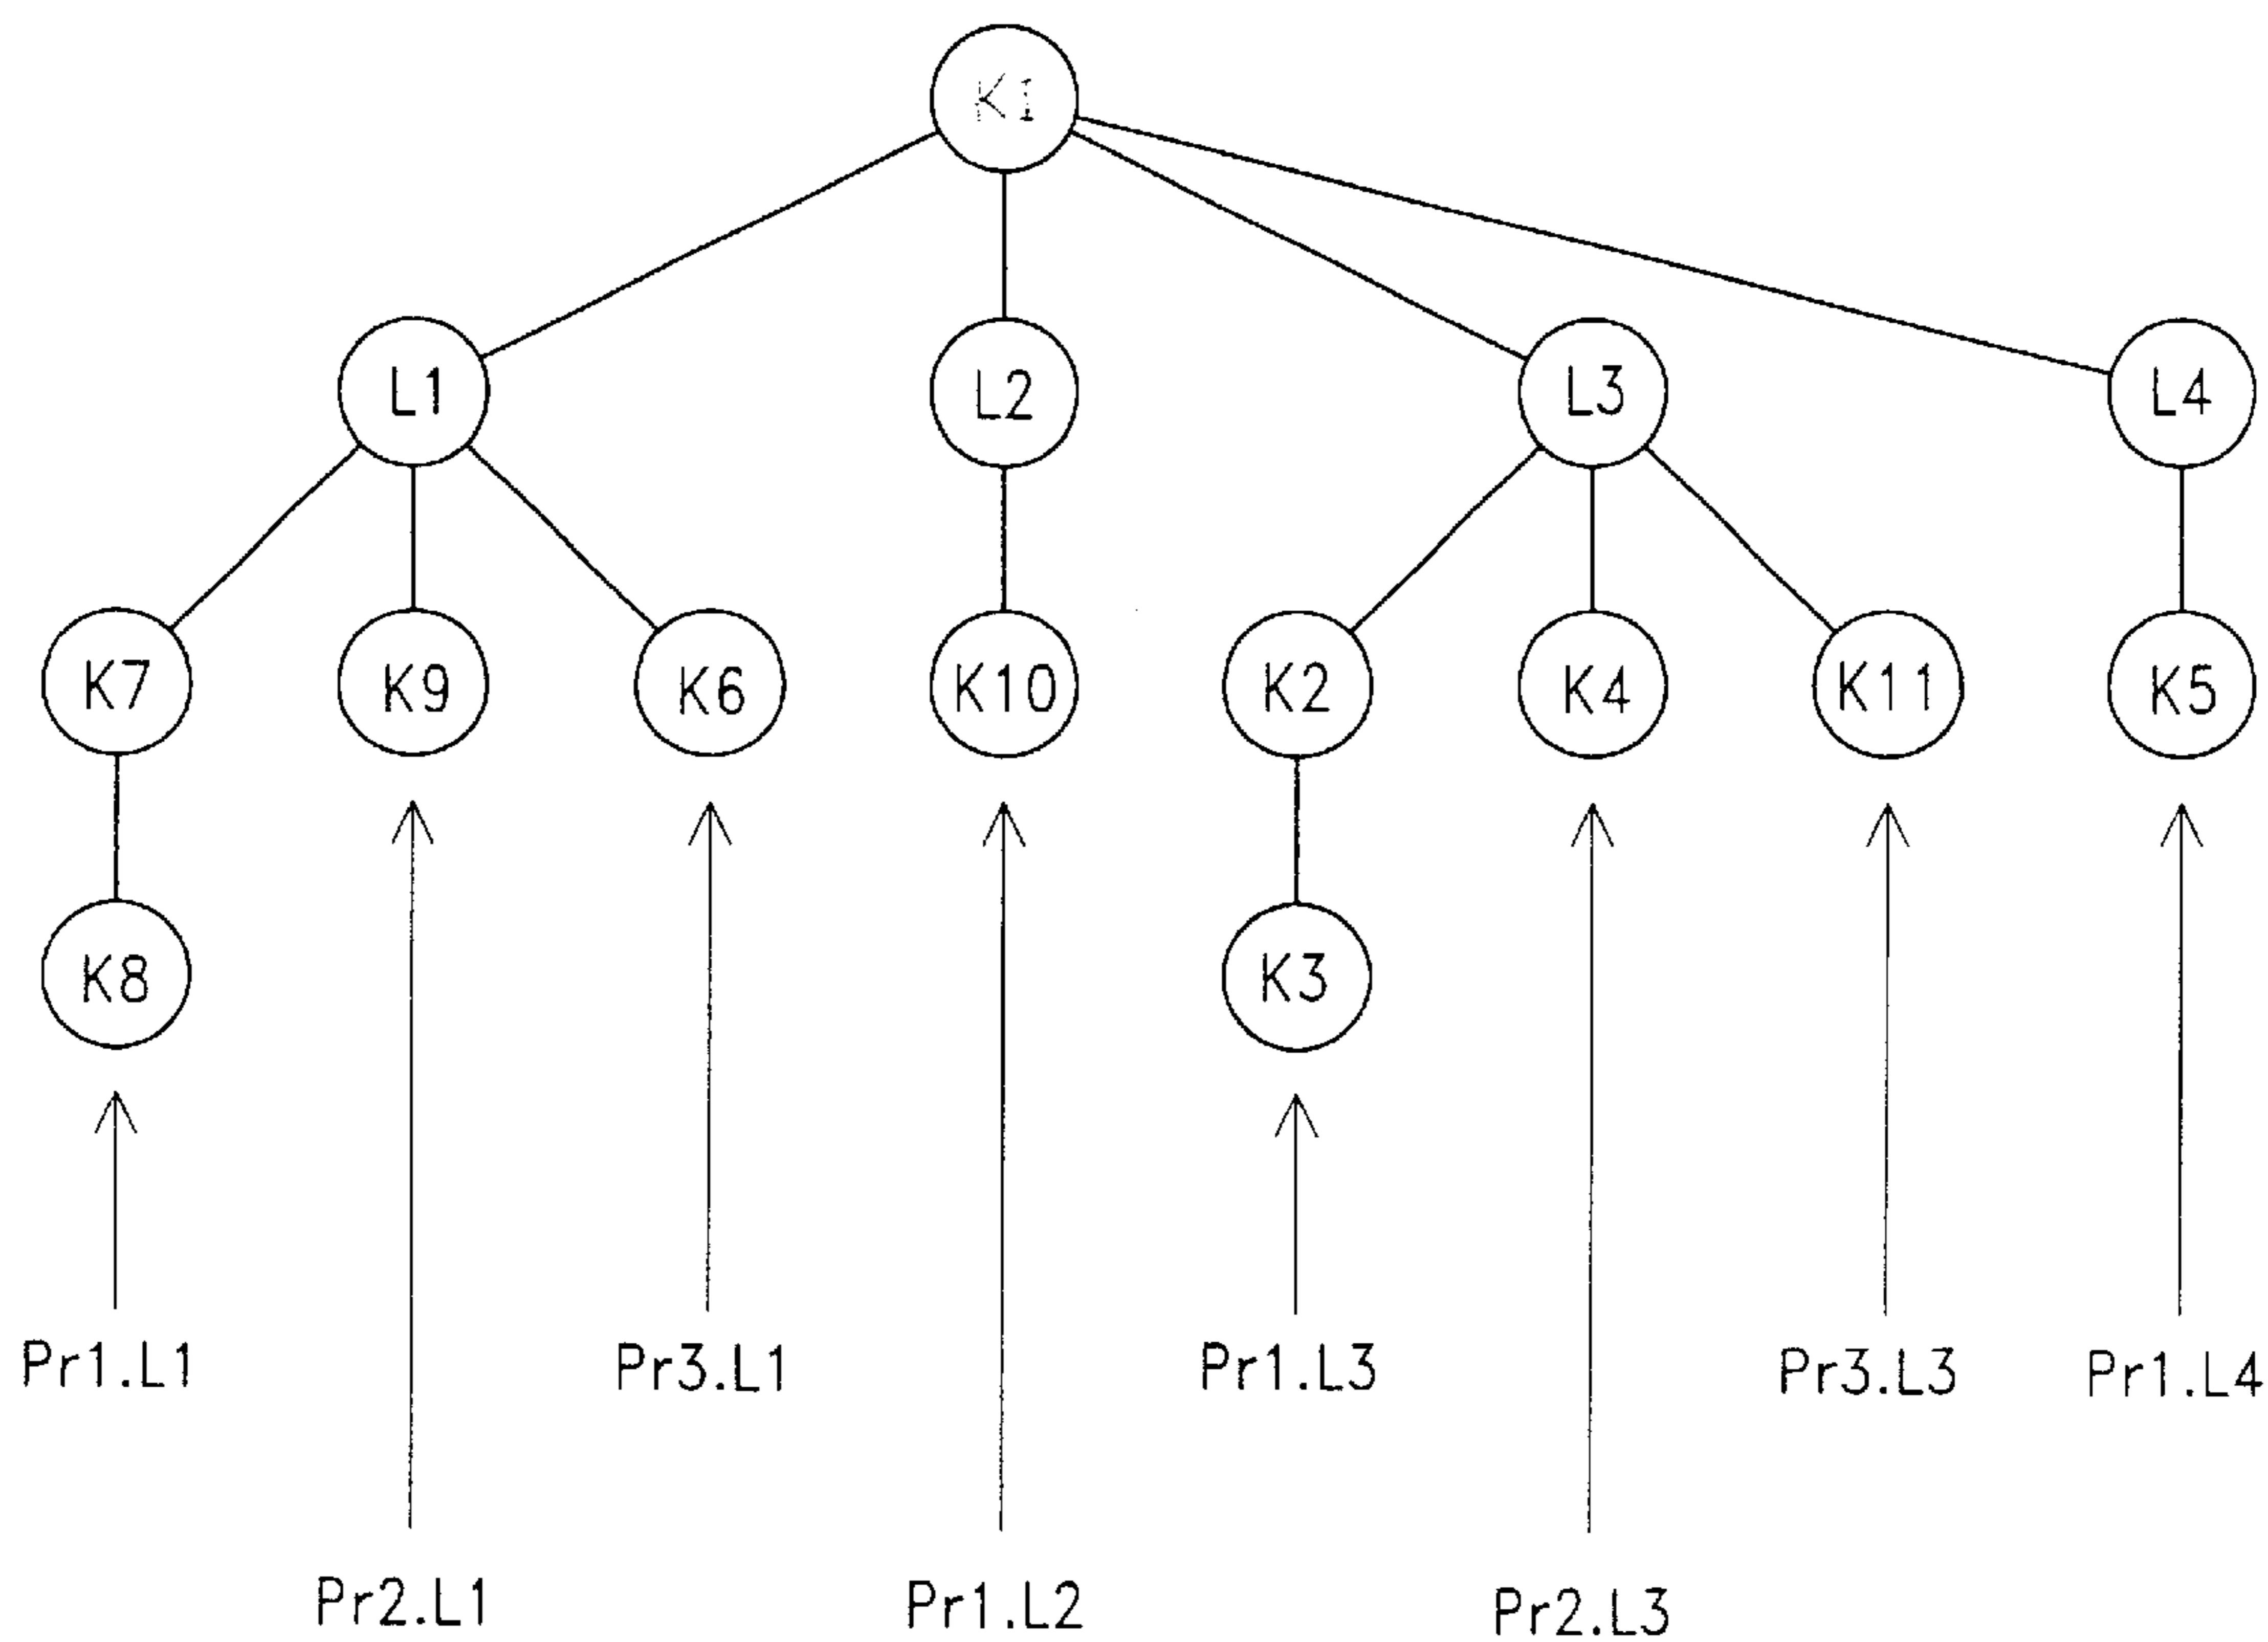 K1
L1
L2
L3
L4
K7
K9
K6
K10
K2
K4
K11
K5
K8
K3
Pr1.L1
Pr3.L1
Pr1.L3
Pr3.L3
Pr1.L4
Pr2.L1
Pr1.L2
Pr2.L3